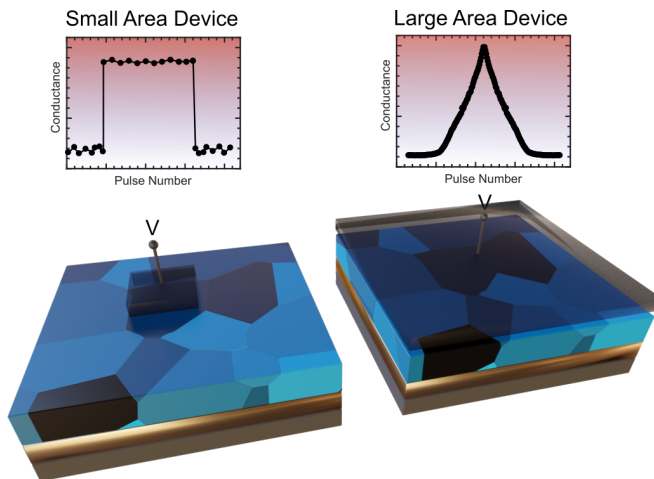 Small Area Device
Conductance
Pulse Number
V
Large Area Device
Conductance
Pulse Number
V